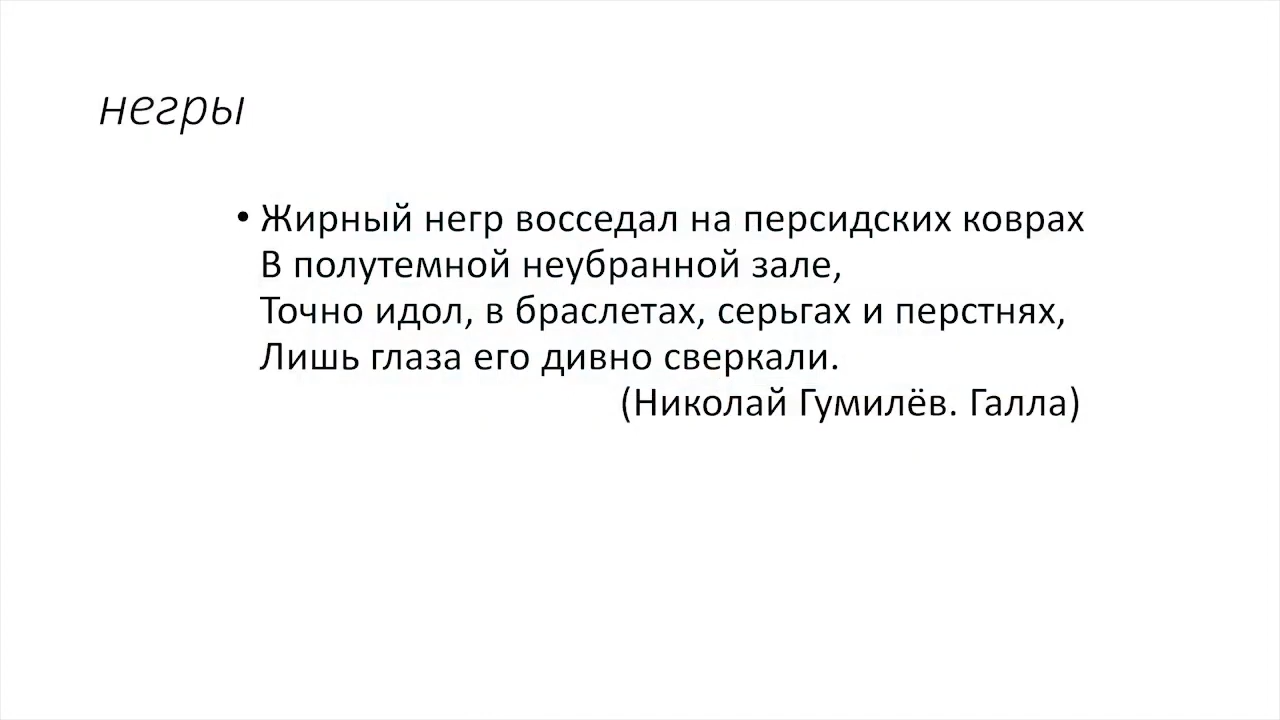 негры
• Жирный негр восседал на персидских коврах
В полутемной неубранной зале,
Точно идол, в браслетах, серьгах и перстнях,
Лишь глаза его дивно сверкали.
(Николай Гумилёв. Галла)